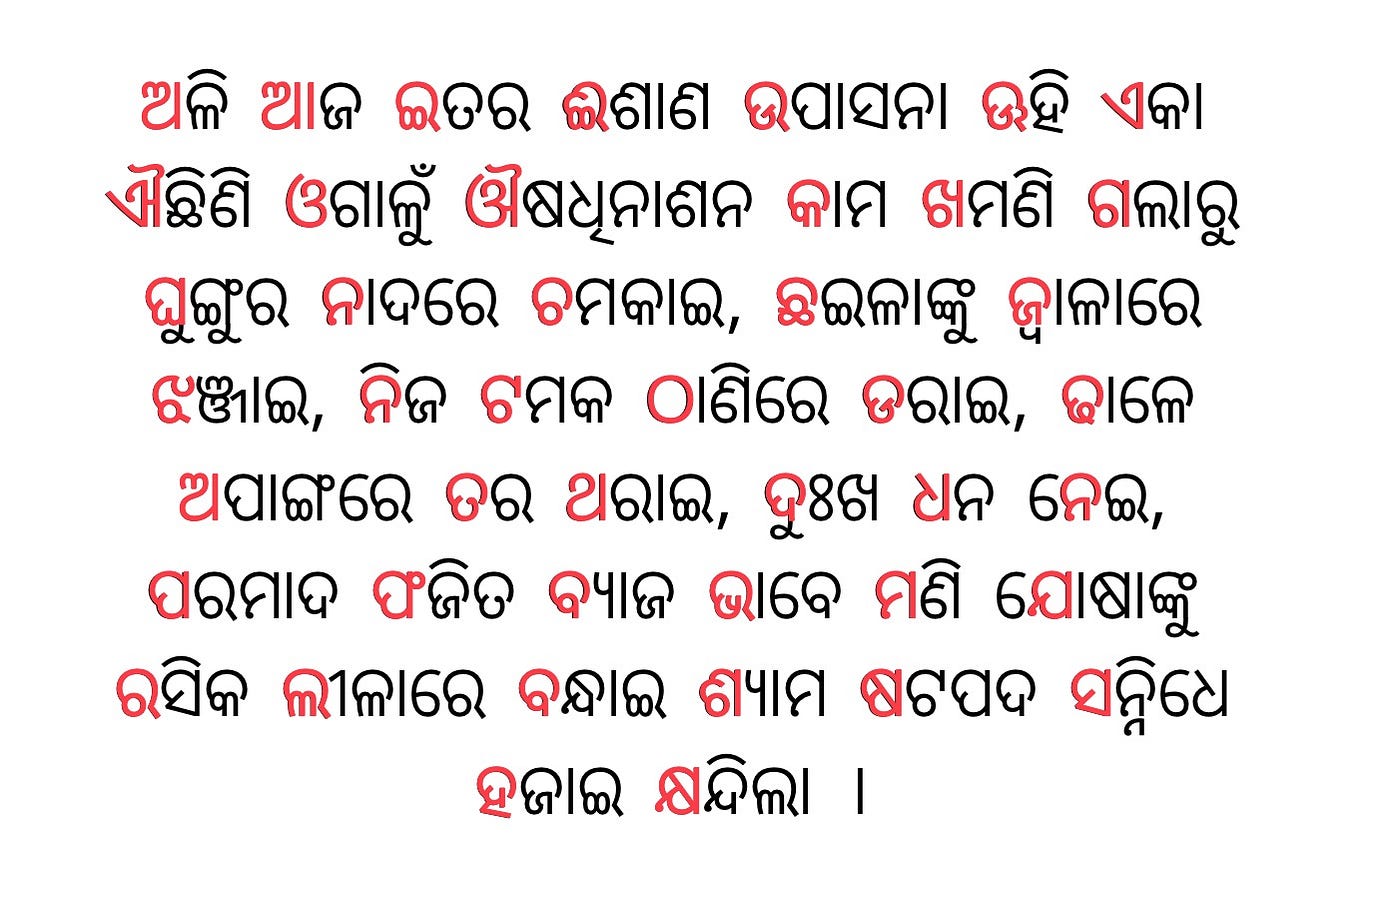 ଅଳି ଆଜ ଇତର ଈଶାଣ ଉପାସନା ଊହି ଏକା
ଐଛିଣି ଓଗାଳୁଁ ଔଷଧିନାଶନ କାମ ଖମଣି ଗଲାରୁ
ଘୁଙ୍ଗୁର ନାଦରେ ଚମକାଇ, ଛଇଳାଙ୍କୁ ଜ୍ୱାଳାରେ
ଝଞ୍ଜାଇ, ନିଜ ଟମକ ଠାଣିରେ ଡରାଇ, ଢାଳେ
ଅପାଙ୍ଗରେ ତର ଥରାଇ, ଦୁଃଖ ଧନ ନେଇ,
ପରମାଦ ଫଜିତ ବ୍ୟାଜ ଭାବେ ମଣି ଯୋଷାଙ୍କୁ
ରସିକ ଲୀଳାରେ ବନ୍ଧାଇ ଶ୍ୟାମ ଷଟପଦ ସନ୍ନିଧେ
ହଜାଇ କ୍ଷନ୍ଦିଲା ।